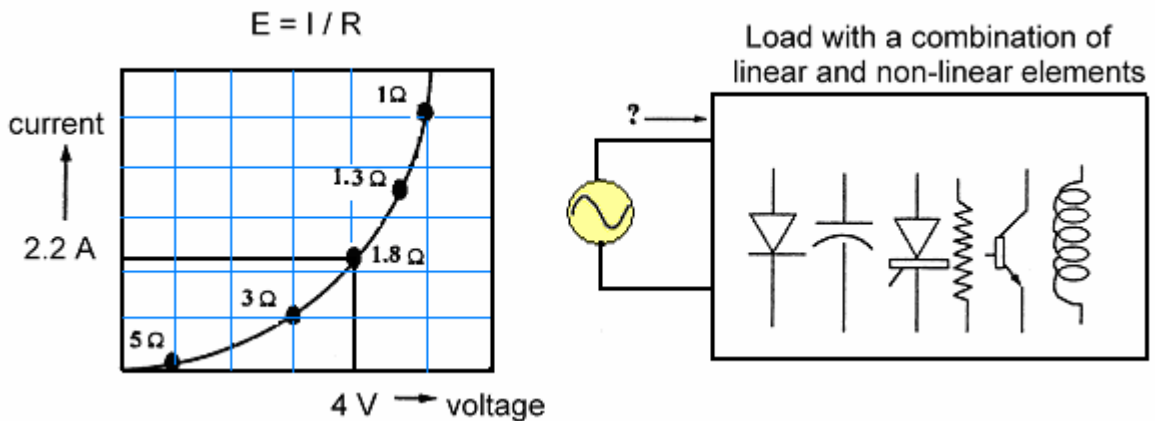 E = I / R
current
2.2 A
1Ω
1.3 Ω
1.8 Ω
3 Ω
5 Ω
4 V
voltage
Load with a combination of
linear and non-linear elements
?